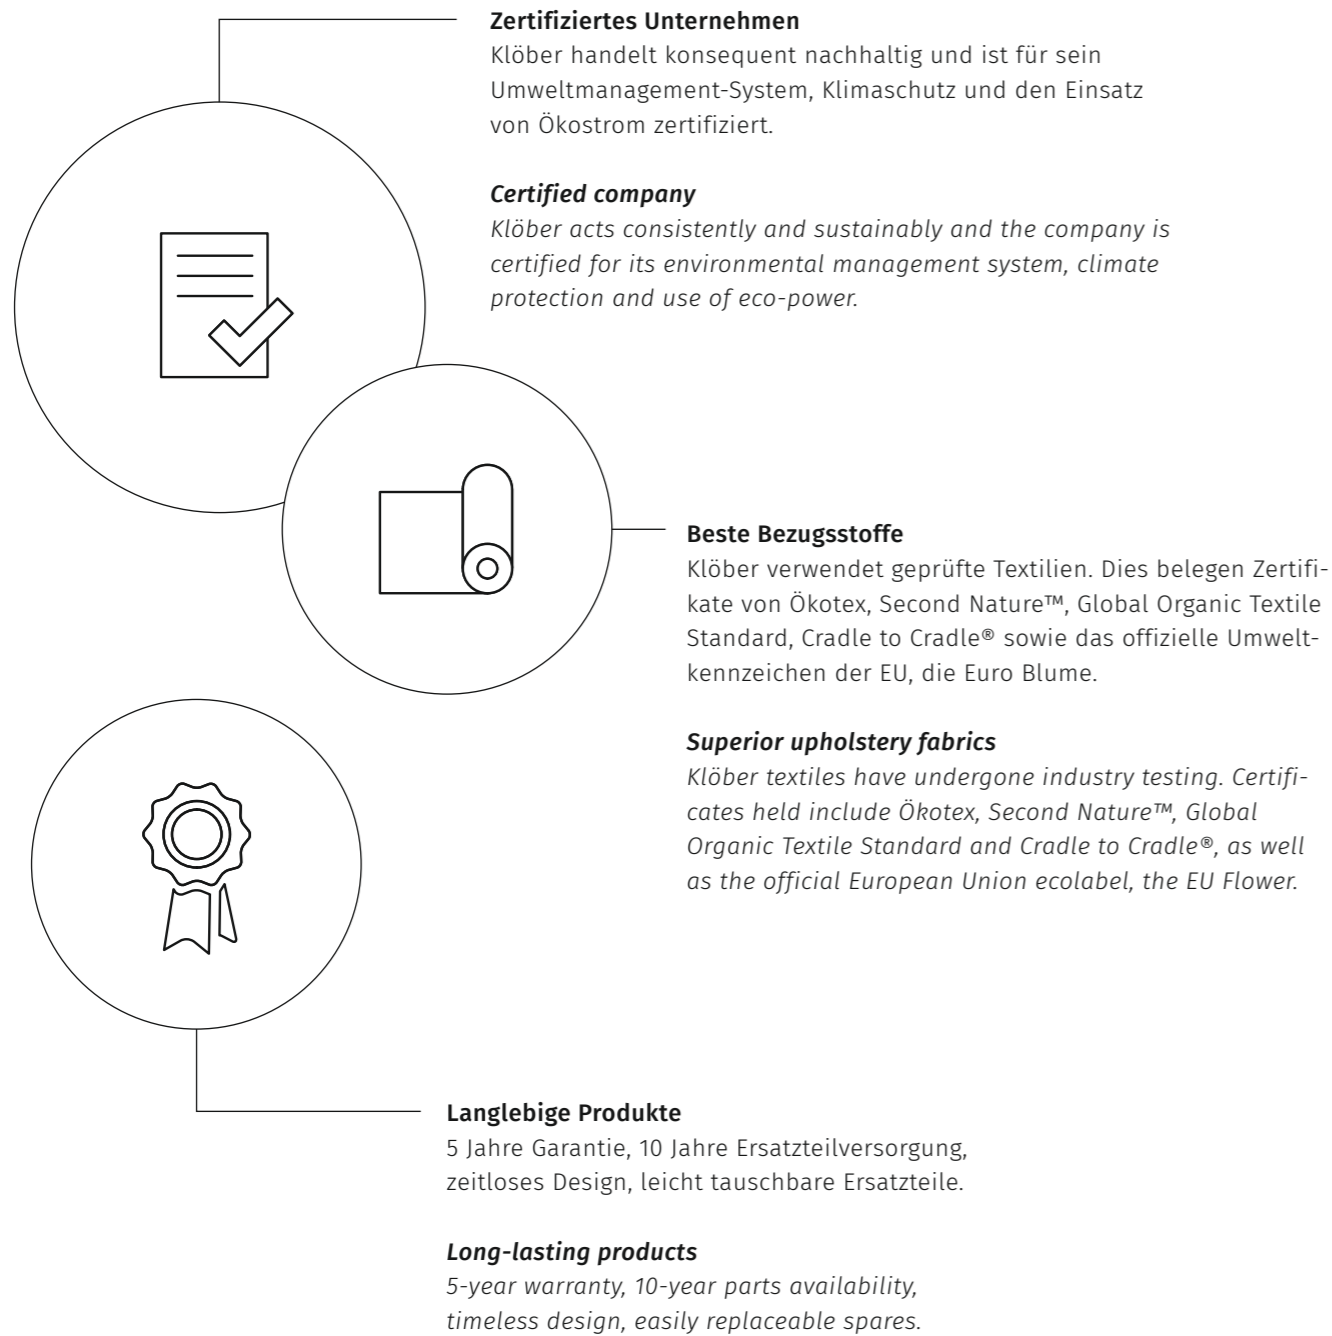 Zertifiziertes Unternehmen
Klöber handelt konsequent nachhaltig und ist für sein
Umweltmanagement-System, Klimaschutz und den Einsatz
von Ökostrom zertifiziert.
Certified company
Klöber acts consistently and sustainably and the company is
certified for its environmental management system, climate
protection and use of eco-power.
Beste Bezugsstoffe
Klöber verwendet geprüfte Textilien. Dies belegen Zertifi-
kate von Ökotex, Second Nature™, Global Organic Textile
Standard, Cradle to Cradle® sowie das offizielle Umwelt-
kennzeichen der EU, die Euro Blume.
Superior upholstery fabrics
Klöber textiles have undergone industry testing. Certifi-
cates held include Ökotex, Second Nature™, Global
Organic Textile Standard and Cradle to Cradle®, as well
as the official European Union ecolabel, the EU Flower.
Langlebige Produkte
5 Jahre Garantie, 10 Jahre Ersatzteilversorgung,
zeitloses Design, leicht tauschbare Ersatzteile.
Long-lasting products
5-year warranty, 10-year parts availability,
timeless design, easily replaceable spares.